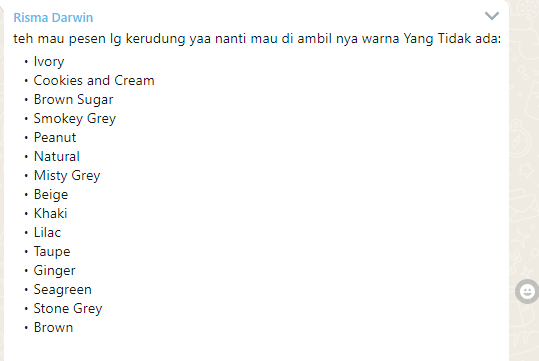 Risma Darwin
teh mau pesen lg kerudung yaa nanti mau di ambil nya warna Yang Tidak ada:
• Ivory
• Cookies and Cream
• Brown Sugar
• Smokey Grey
• Peanut
• Natural
• Misty Grey
• Beige
• Khaki
• Lilac
• Taupe
• Ginger
• Seagreen
• Stone Grey
• Brown